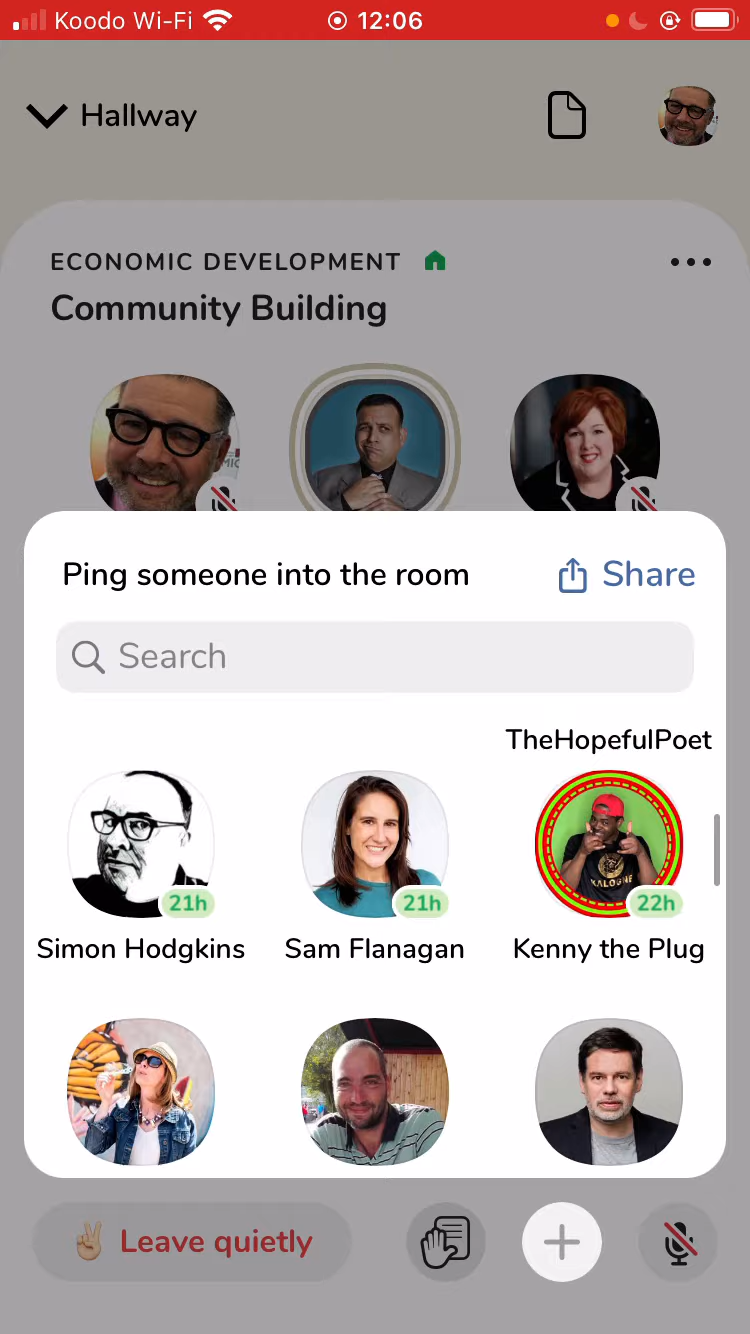 Koodo Wi-Fi 12:06
Hallway
ECONOMIC DEVELOPMENT
Community Building
Ping someone into the room Share
Search
TheHopefulPoet
21h 21h 22h
Simon Hodgkins Sam Flanagan Kenny the Plug
Leave quietly